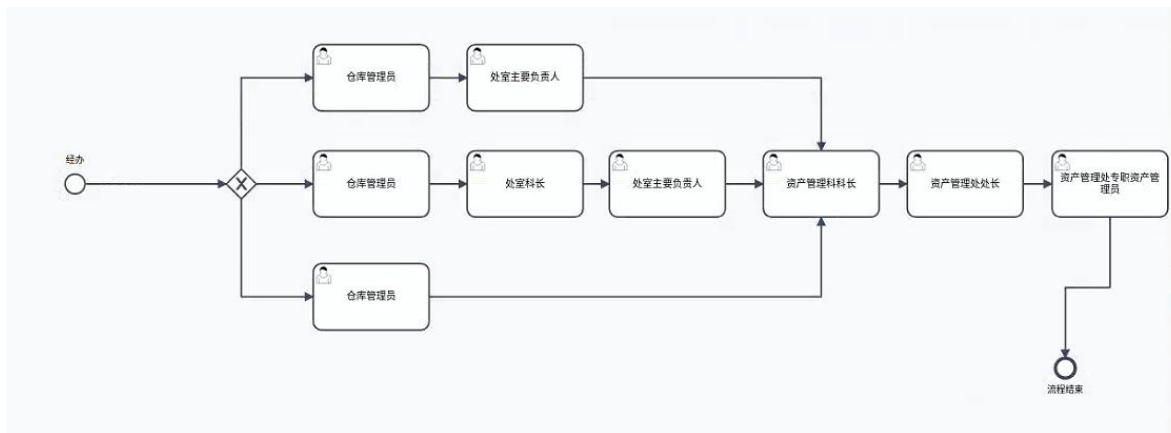 仓库管理员
处室主要负责人
经办
仓库管理员
处室科长
处室主要负责人
资产管理科科长
资产管理处处长
资产管理处专职资产管
理员
仓库管理员
流程结束